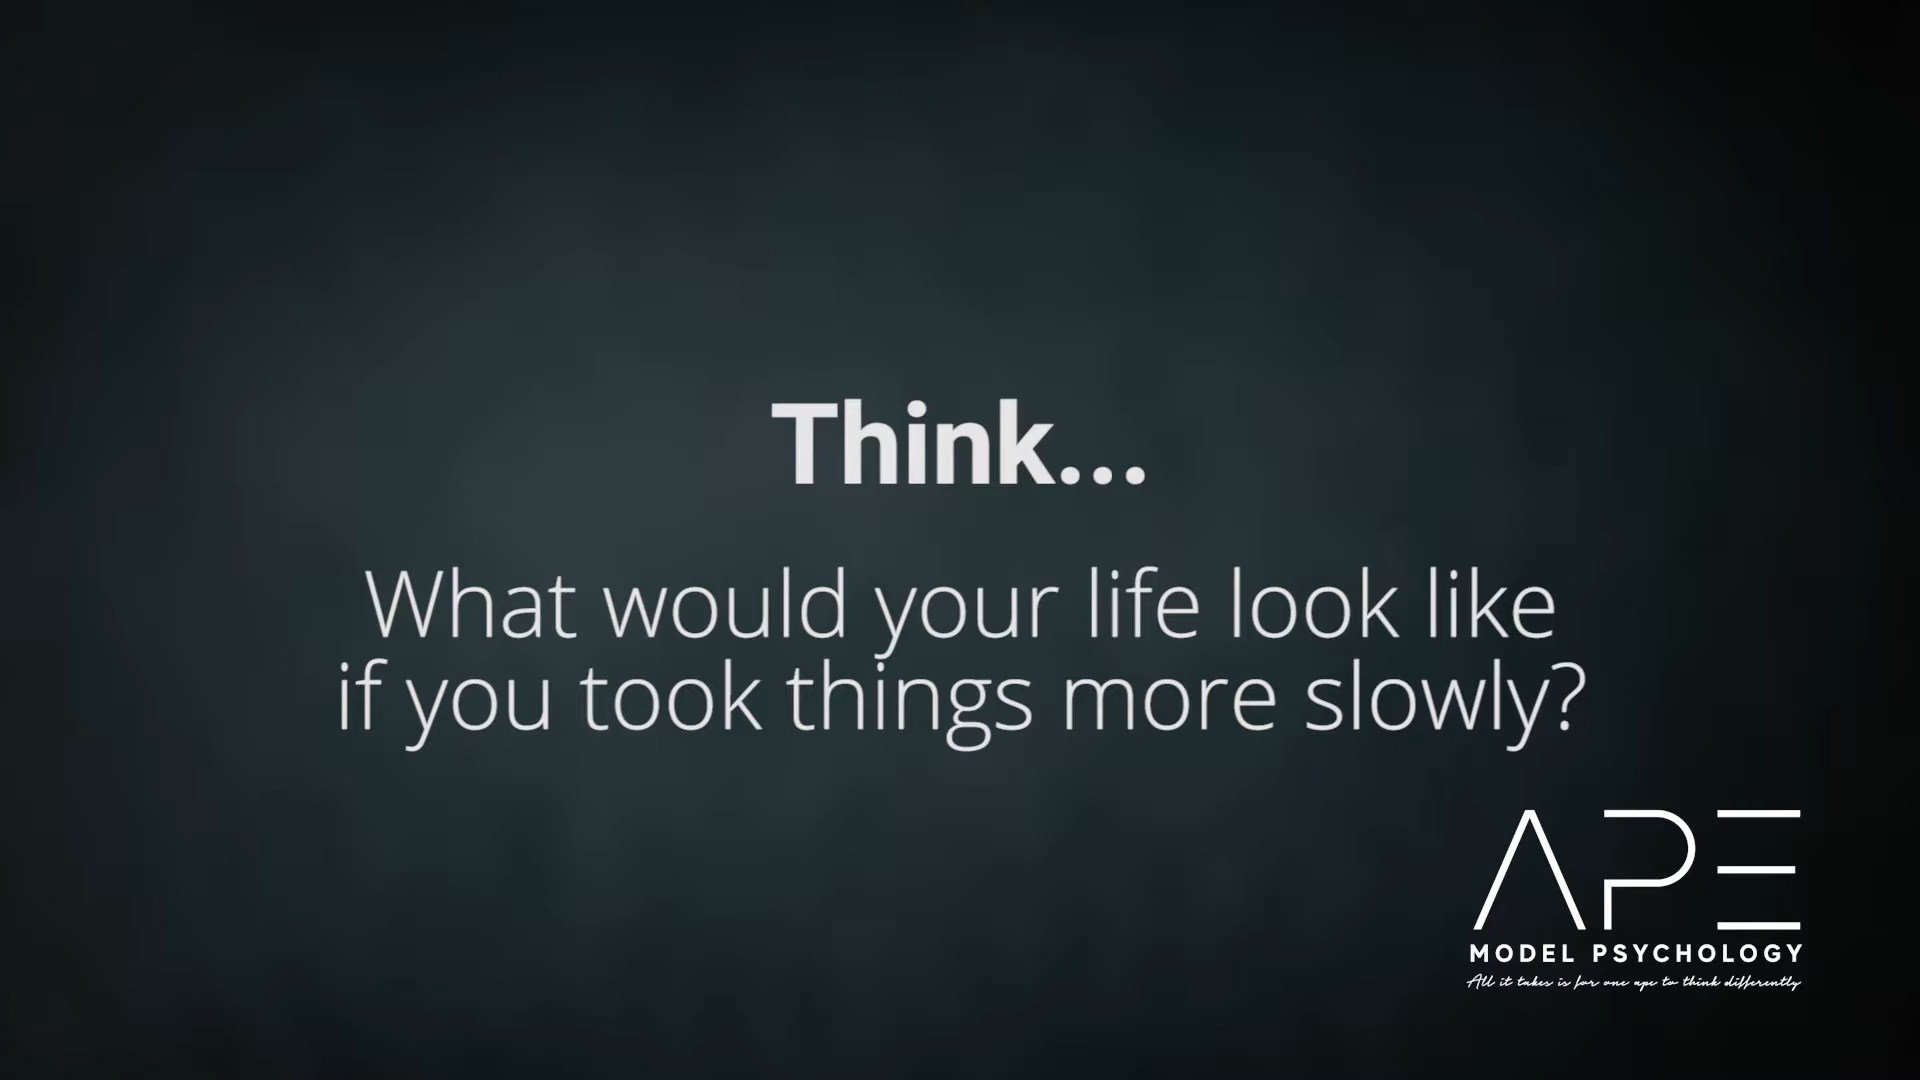 Think...
What would your life look like
if you took things more slowly?
APE
MODEL PSYCHOLOGY
All it takes is for one ape to think differently